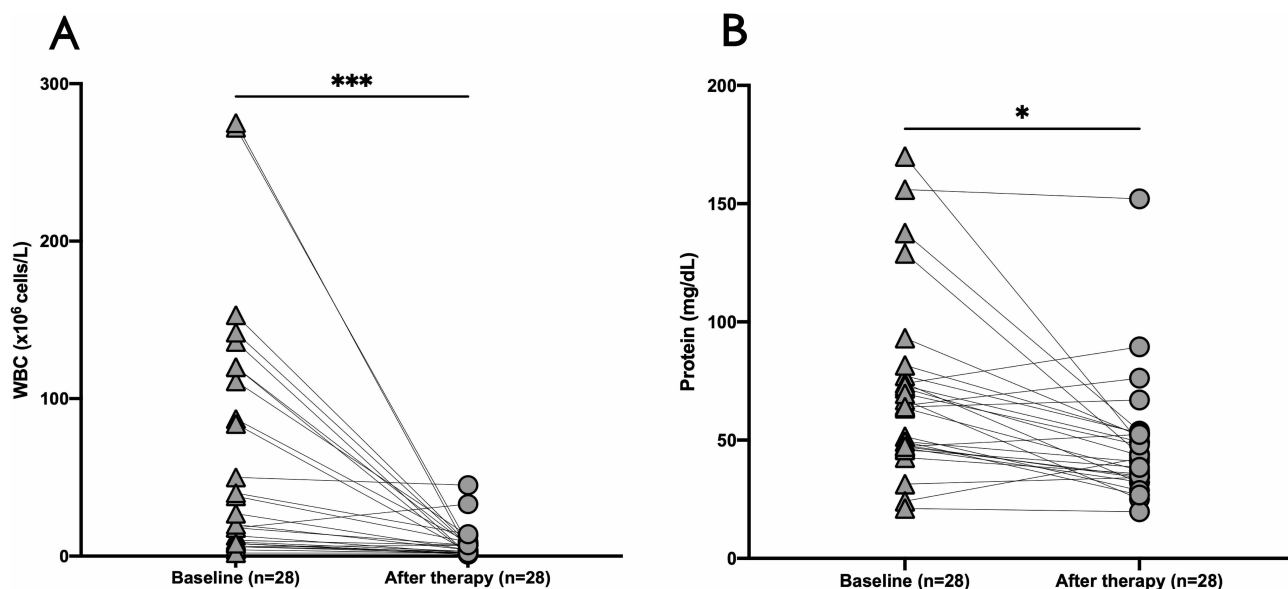 A
B
***
*
300
200
100
0
WBC (x10⁶ cells/L)
Baseline (n=28)
After therapy (n=28)
200
150
100
50
0
Protein (mg/dL)
Baseline (n=28)
After therapy (n=28)